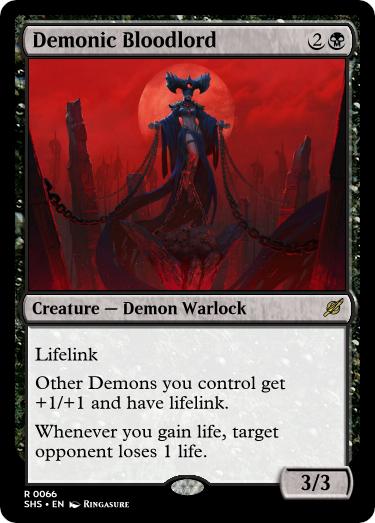 Demonic Bloodlord 2
Creature — Demon Warlock
Lifelink
Other Demons you control get
+1/+1 and have lifelink.
Whenever you gain life, target
opponent loses 1 life.
3/3
R 0066
SHS • EN RINGASURE